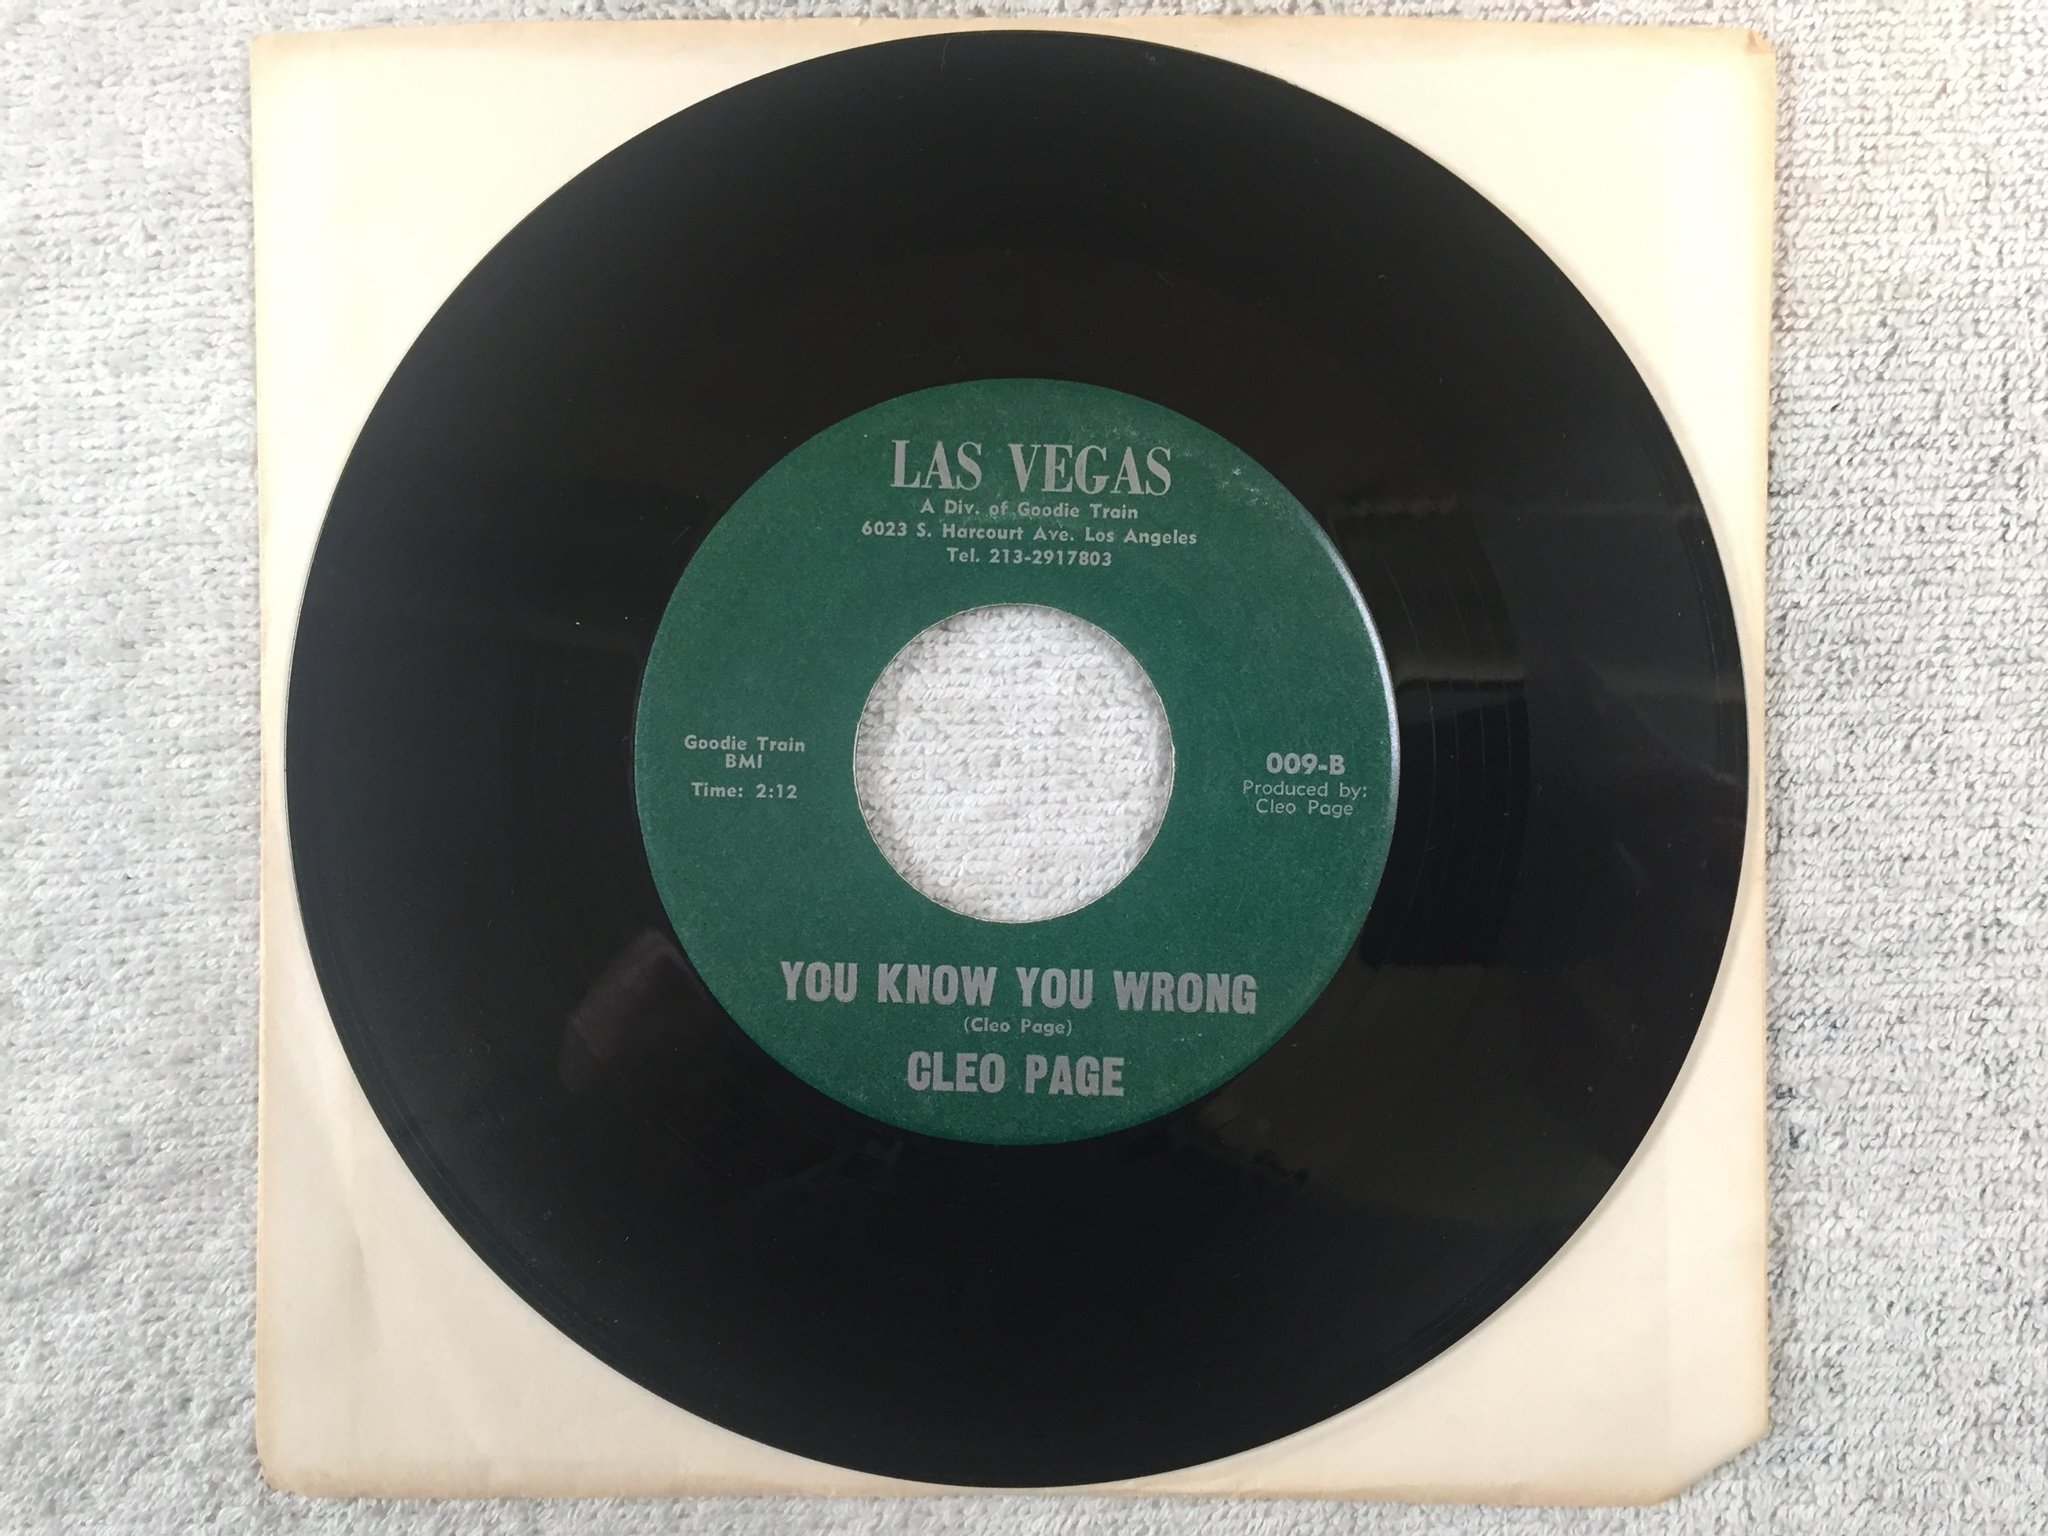 LAS VEGAS
A Div. of Goodie Train
6023 S. Harcourt Ave. Los Angeles
Tel. 213-2917803
Goodie Train
BMI
Time: 2:12
009-B
Produced by:
Cleo Page
YOU KNOW YOU WRONG
(Cleo Page)
CLEO PAGE